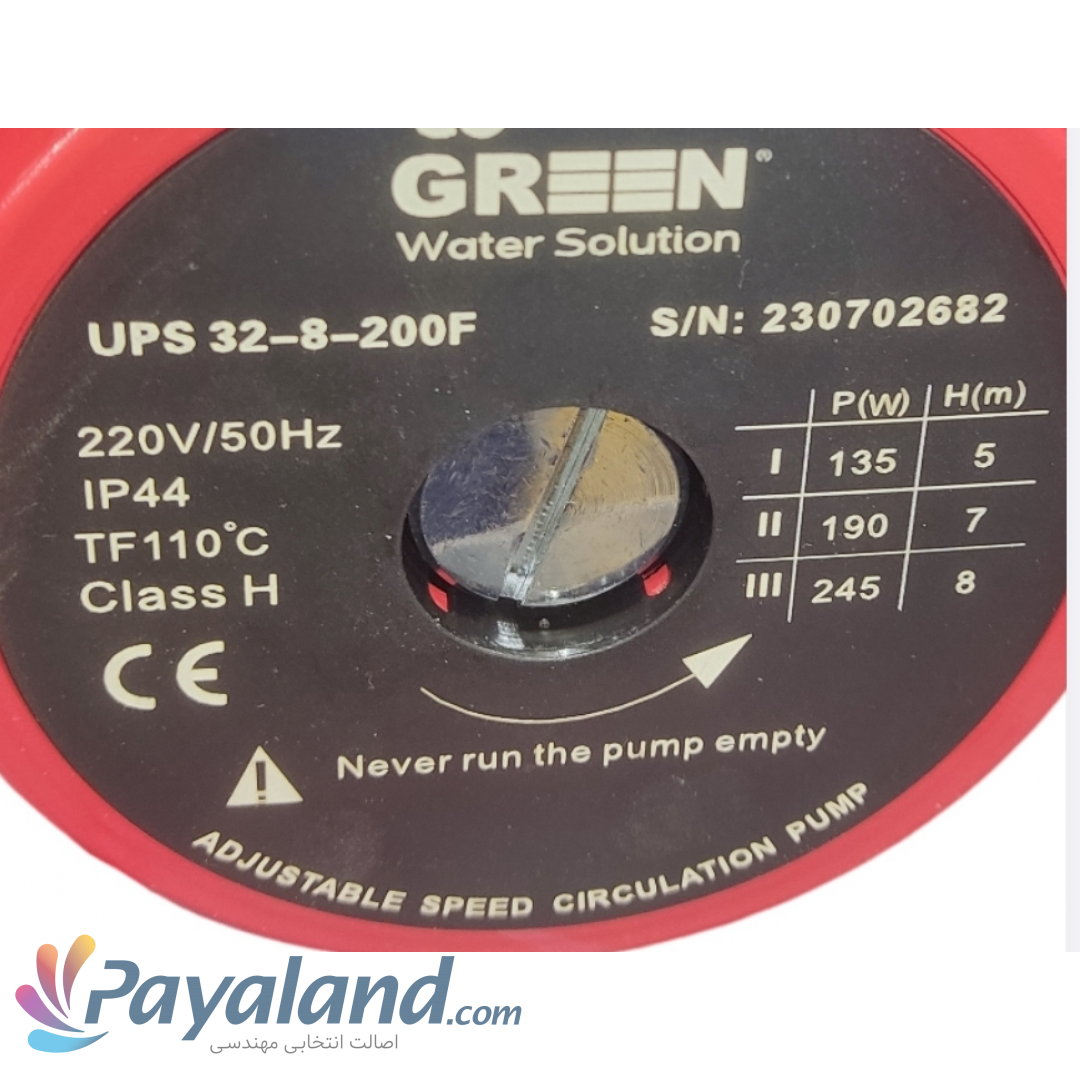 GREEN®
Water Solution
UPS 32-8-200F
S/N: 230702682
220V/50Hz
IP44
TF110°C
Class H
P(W) H(m)
I 135 5
II 190 7
III 245 8
CE
Never run the pump empty
ADJUSTABLE SPEED CIRCULATION PUMP
Payaland.com
اصالت انتخابی مهندسی